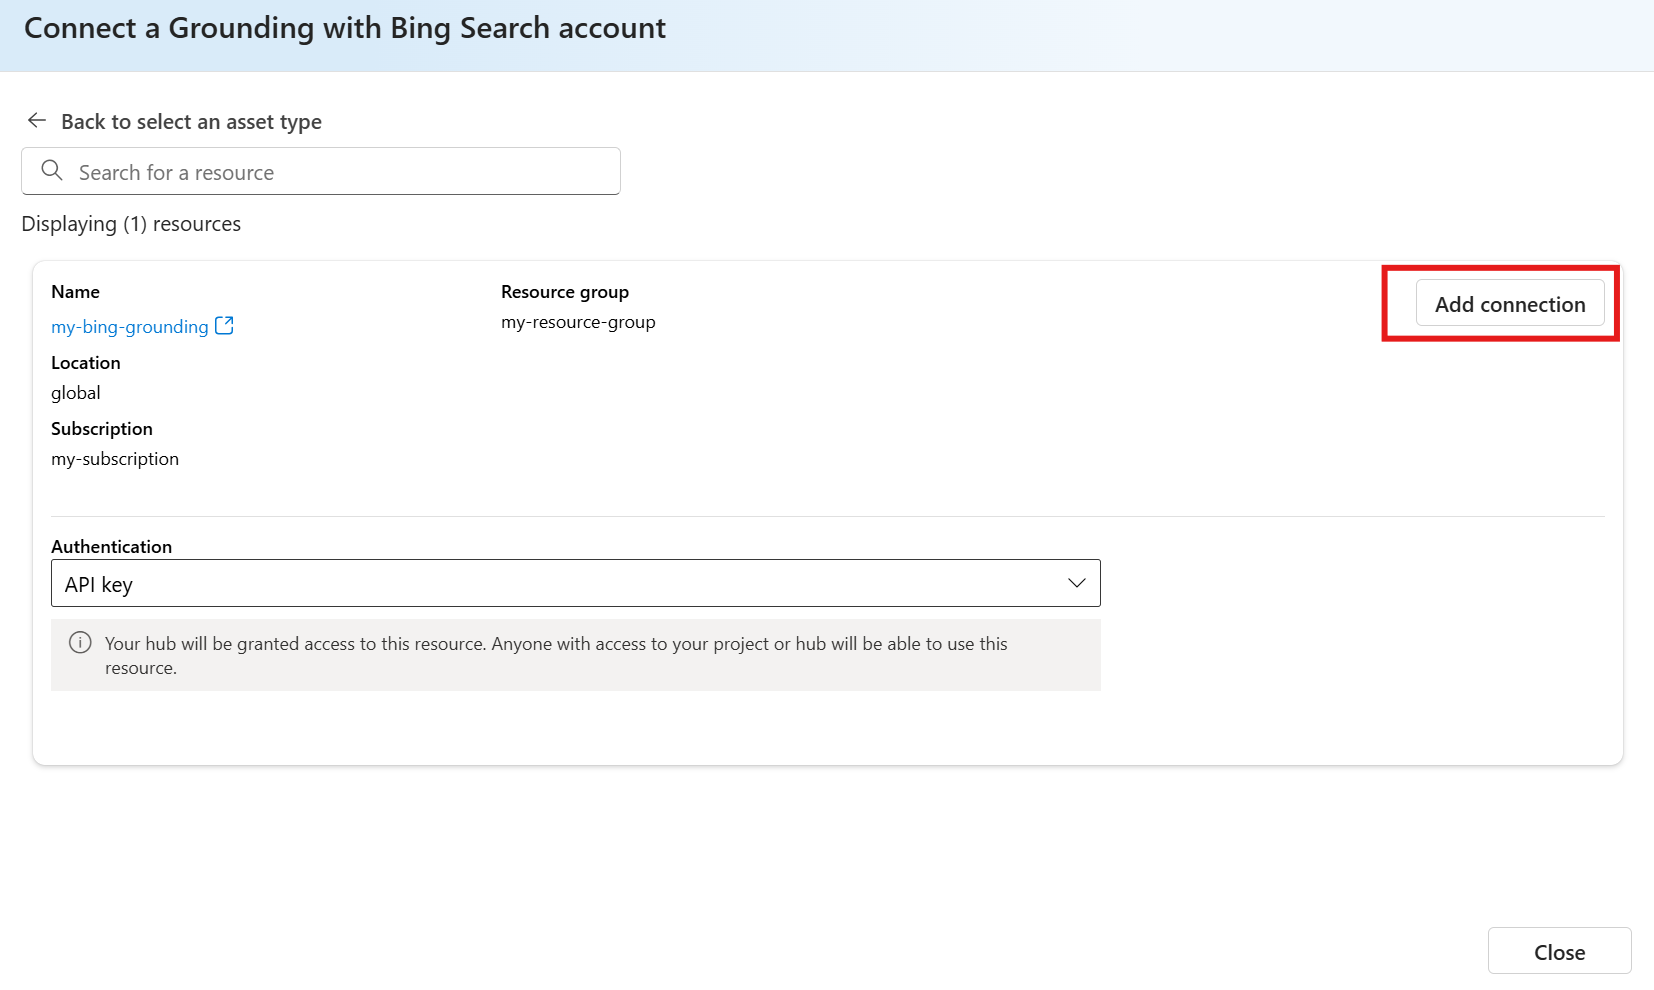 Connect a Grounding with Bing Search account
Back to select an asset type
Search for a resource
Displaying (1) resources
Name
my-bing-grounding
Resource group
my-resource-group
Add connection
Location
global
Subscription
my-subscription
Authentication
API key
Your hub will be granted access to this resource. Anyone with access to your project or hub will be able to use this
resource.
Close